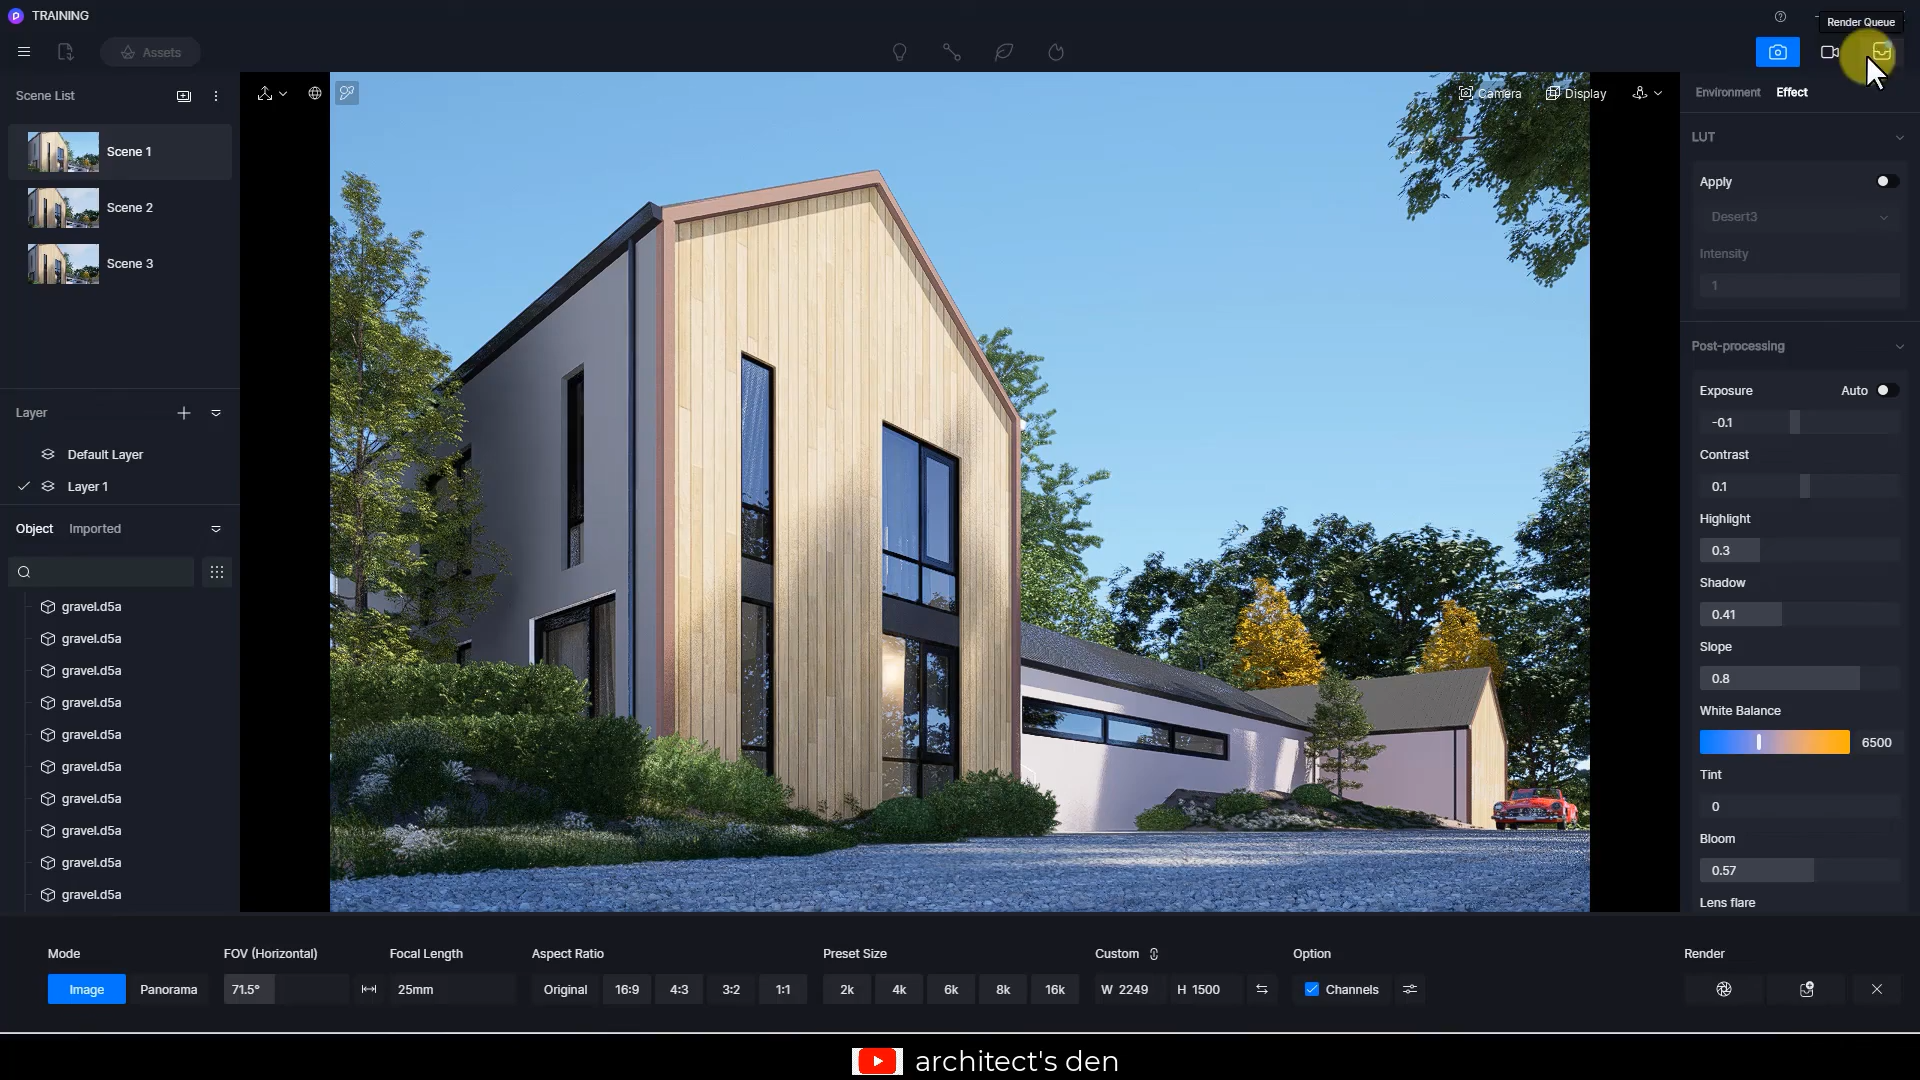 TRAINING
Render Queue
Assets
Scene List
Scene 1
Scene 2
Scene 3
Layer
Default Layer
Layer 1
Object Imported
gravel.d5a
gravel.d5a
gravel.d5a
gravel.d5a
gravel.d5a
gravel.d5a
gravel.d5a
gravel.d5a
gravel.d5a
gravel.d5a
Camera Display
Environment Effect
LUT
Apply
Desert3
Intensity
1
Post-processing
Exposure Auto
-0.1
Contrast
0.1
Highlight
0.3
Shadow
0.41
Slope
0.8
White Balance
6500
Tint
0
Bloom
0.57
Lens flare
Mode FOV (Horizontal) Focal Length Aspect Ratio Preset Size Custom Option Render
Image Panorama 71.5° 25mm Original 16:9 4:3 3:2 1:1 2k 4k 6k 8k 16k W 2249 H 1500 Channels
architect's den